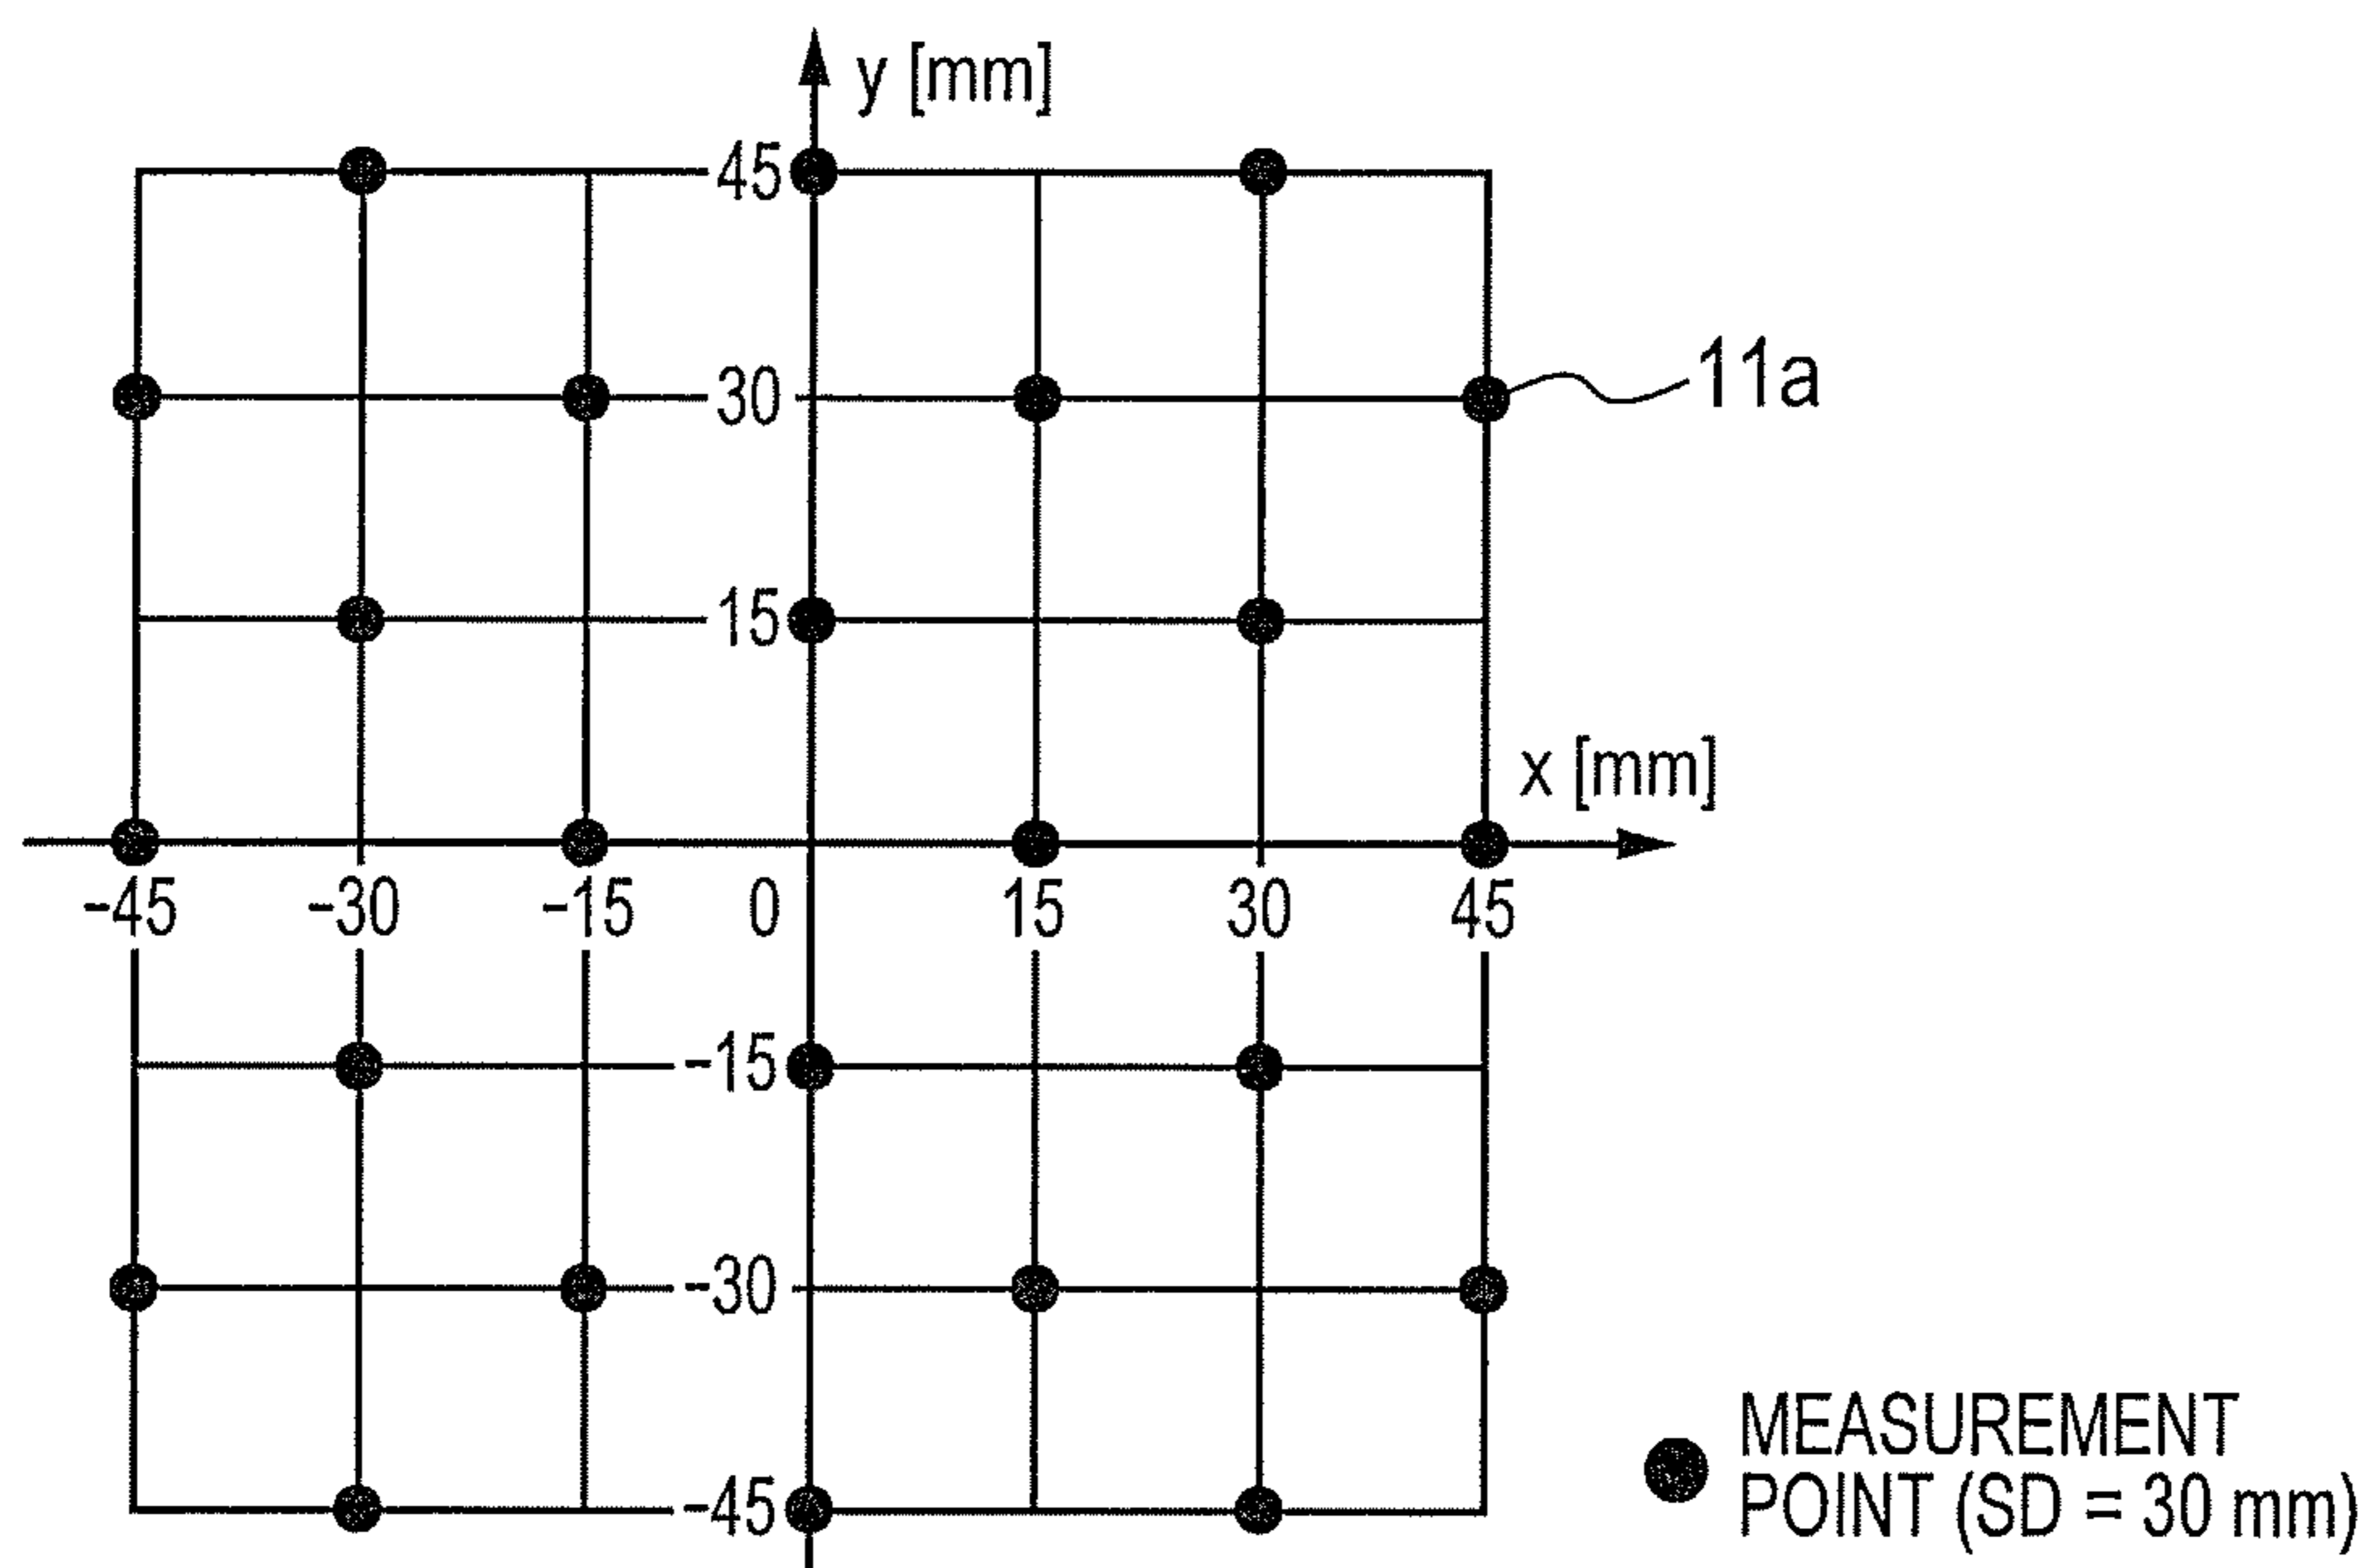 y [mm]
45
30
11a
15
x [mm]
-45 -30 -15 0 15 30 45
-15
-30
-45
MEASUREMENT
POINT (SD = 30 mm)